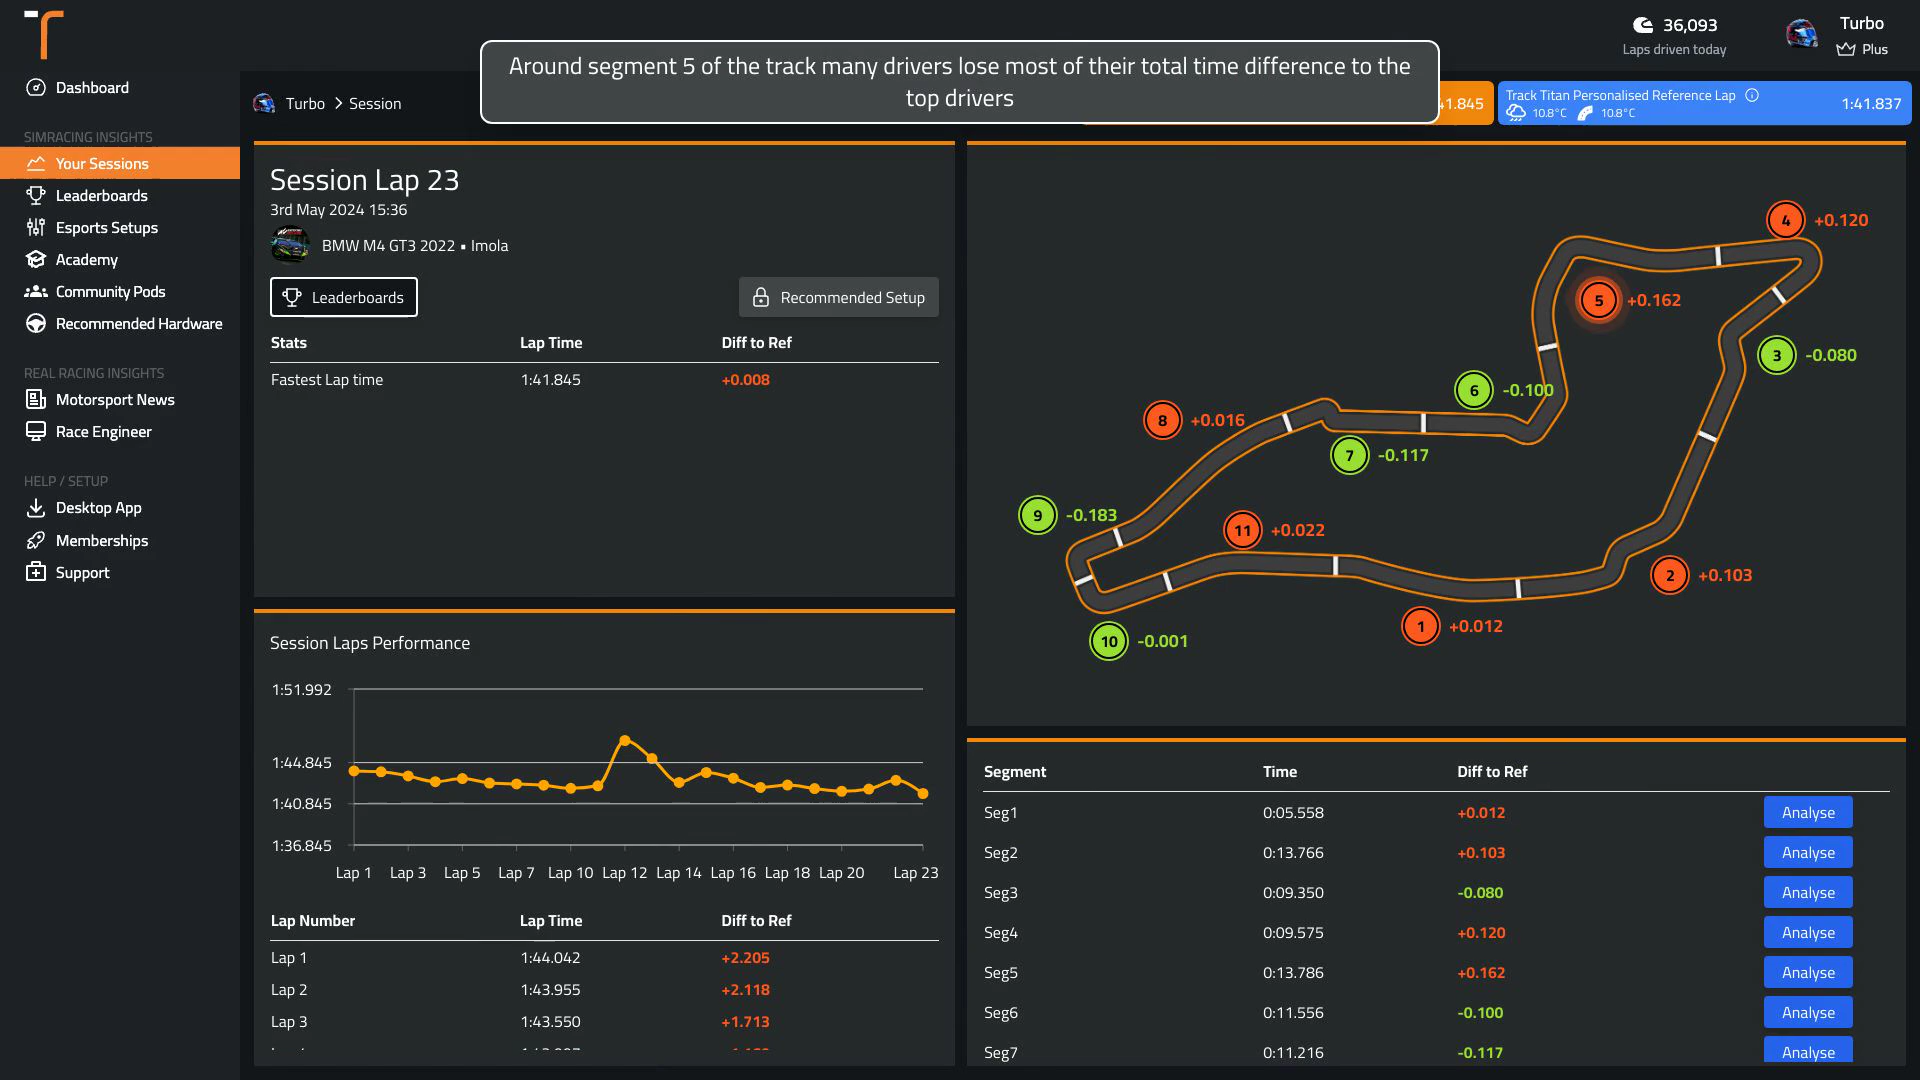 36,093
Laps driven today
Turbo
Plus
Around segment 5 of the track many drivers lose most of their total time difference to the
top drivers
Dashboard
SIMRACING INSIGHTS
Your Sessions
Leaderboards
Esports Setups
Academy
Community Pods
Recommended Hardware
REAL RACING INSIGHTS
Motorsport News
Race Engineer
HELP / SETUP
Desktop App
Memberships
Support
Turbo > Session
Track Titan Personalised Reference Lap
10.8°C 10.8°C
1:41.837
Session Lap 23
3rd May 2024 15:36
BMW M4 GT3 2022 • Imola
Leaderboards
Recommended Setup
Stats Lap Time Diff to Ref
Fastest Lap time 1:41.845 +0.008
4 +0.120
5 +0.162
3 -0.080
6 -0.100
8 +0.016
7 -0.117
9 -0.183
11 +0.022
2 +0.103
1 +0.012
10 -0.001
Session Laps Performance
1:51.992
1:44.845
1:40.845
1:36.845
Lap 1 Lap 3 Lap 5 Lap 7 Lap 10 Lap 12 Lap 14 Lap 16 Lap 18 Lap 20 Lap 23
Lap Number Lap Time Diff to Ref
Lap 1 1:44.042 +2.205
Lap 2 1:43.955 +2.118
Lap 3 1:43.550 +1.713
Segment Time Diff to Ref
Seg1 0:05.558 +0.012 Analyse
Seg2 0:13.766 +0.103 Analyse
Seg3 0:09.350 -0.080 Analyse
Seg4 0:09.575 +0.120 Analyse
Seg5 0:13.786 +0.162 Analyse
Seg6 0:11.556 -0.100 Analyse
Seg7 0:11.216 -0.117 Analyse